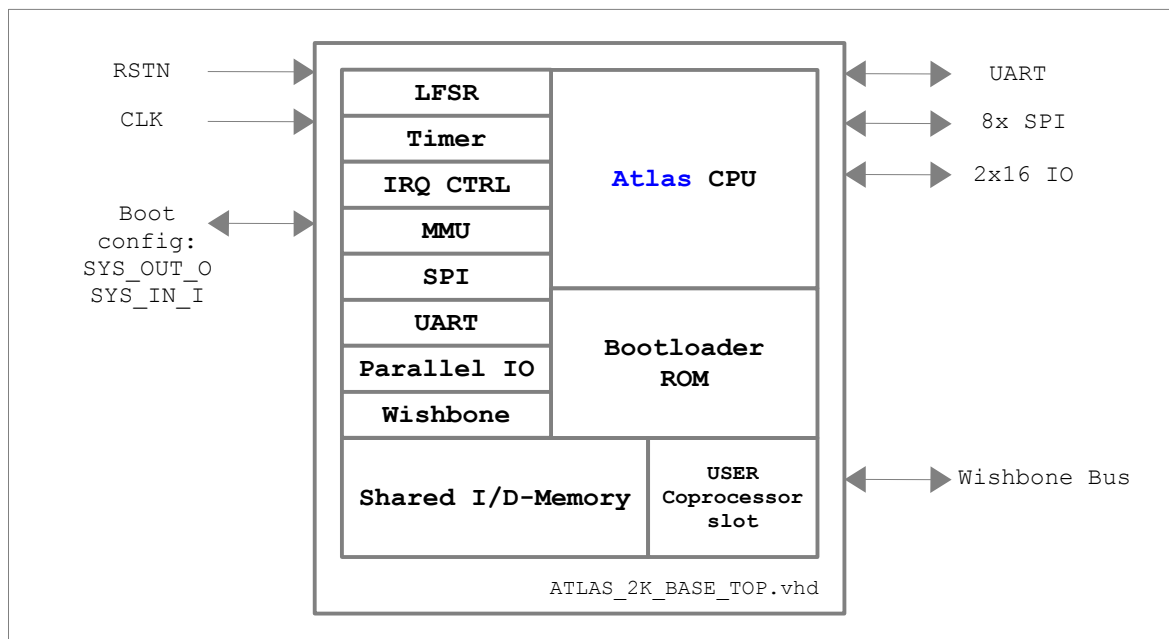 RSTN
CLK
Boot
config:
SYS_OUT_O
SYS_IN_I
LFSR
Timer
IRQ CTRL
MMU
SPI
UART
Parallel IO
Wishbone
Atlas CPU
Bootloader
ROM
Shared I/D-Memory
USER
Coprocessor
slot
ATLAS_2K_BASE_TOP.vhd
UART
8x SPI
2x16 IO
Wishbone Bus